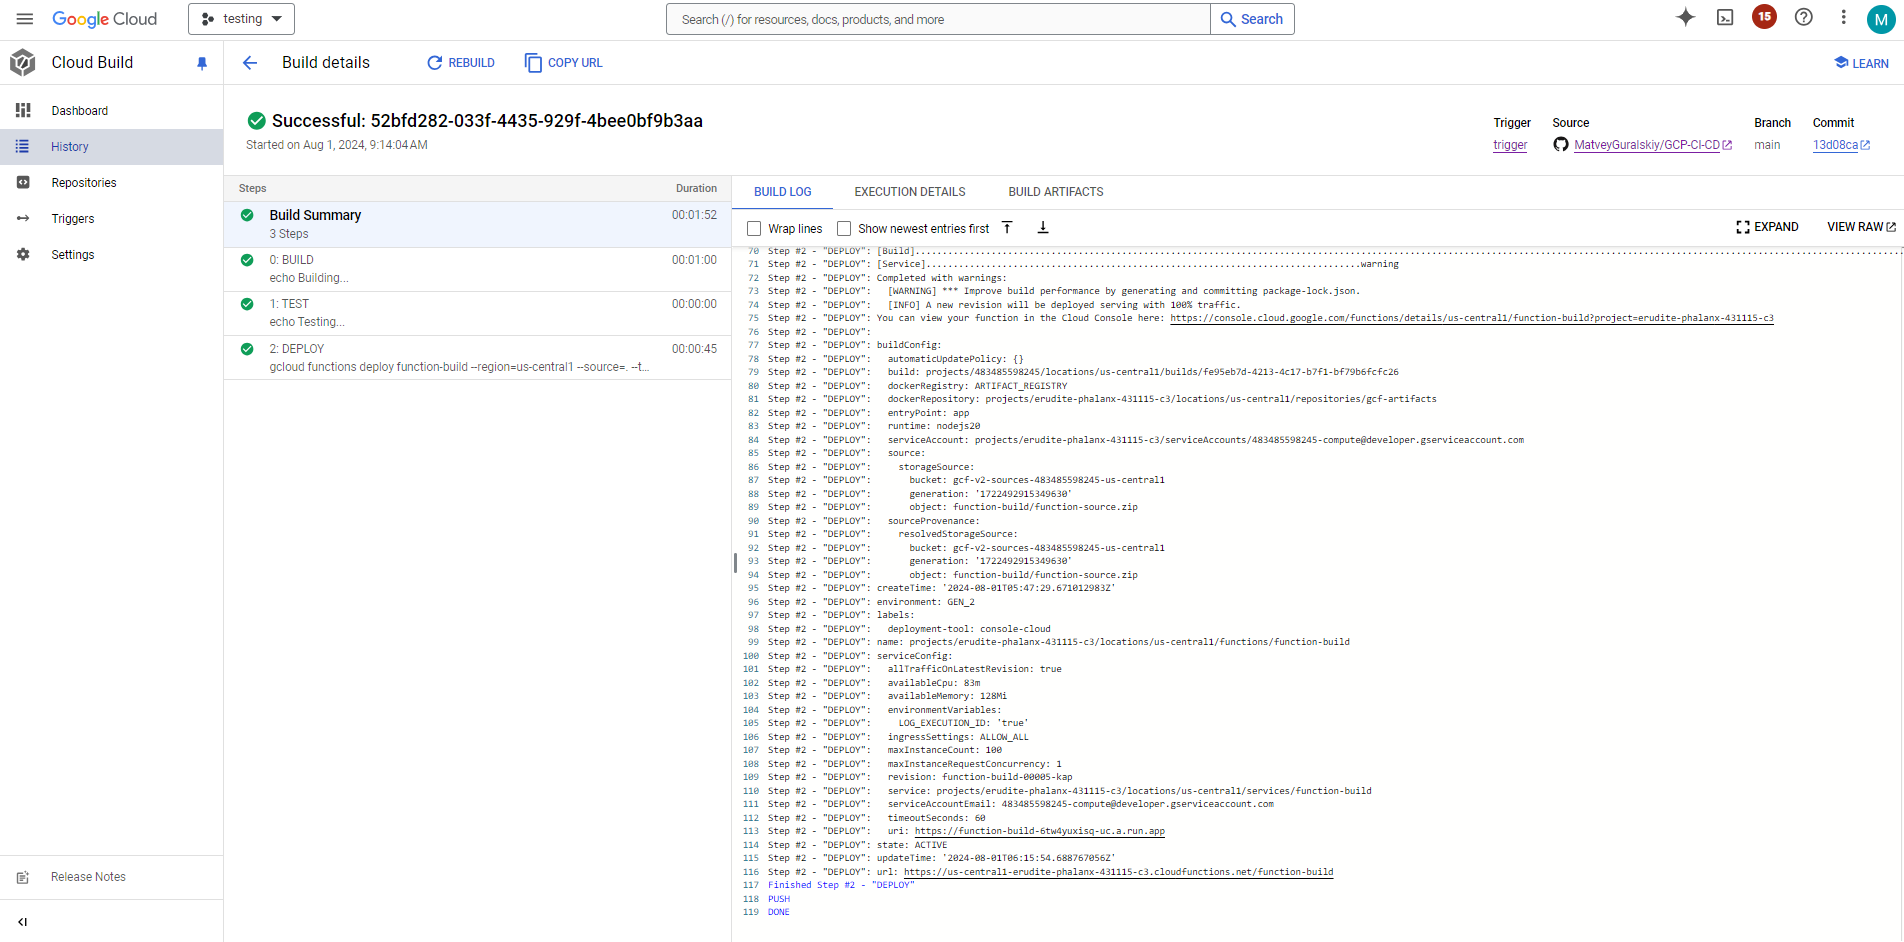 Google Cloud
testing
Search (/) for resources, docs, products, and more
Search
15
M
Cloud Build
Build details
REBUILD
COPY URL
LEARN
Dashboard
History
Repositories
Triggers
Settings
Release Notes
Successful: 52bfd282-033f-4435-929f-4bee0bf9b3aa
Started on Aug 1, 2024, 9:14:04 AM
Trigger
trigger
Source
MatveyGuralskiy/GCP-CI-CD
Branch
main
Commit
13d08ca
Steps Duration
Build Summary 00:01:52
3 Steps
0: BUILD 00:01:00
echo Building...
1: TEST 00:00:00
echo Testing...
2: DEPLOY 00:00:45
gcloud functions deploy function-build --region=us-central1 --source=. --t...
BUILD LOG EXECUTION DETAILS BUILD ARTIFACTS
Wrap lines Show newest entries first EXPAND VIEW RAW
70 Step #2 - "DEPLOY": [Build]...............................................................................................................................................................
71 Step #2 - "DEPLOY": [Service]................................................................................warning
72 Step #2 - "DEPLOY": Completed with warnings:
73 Step #2 - "DEPLOY":   [WARNING] *** Improve build performance by generating and committing package-lock.json.
74 Step #2 - "DEPLOY":   [INFO] A new revision will be deployed serving with 100% traffic.
75 Step #2 - "DEPLOY": You can view your function in the Cloud Console here: https://console.cloud.google.com/functions/details/us-central1/function-build?project=erudite-phalanx-431115-c3
76 Step #2 - "DEPLOY":
77 Step #2 - "DEPLOY": buildConfig:
78 Step #2 - "DEPLOY":   automaticUpdatePolicy: {}
79 Step #2 - "DEPLOY":   build: projects/483485598245/locations/us-central1/builds/fe95eb7d-4213-4c17-b7f1-bf79b6fcfc26
80 Step #2 - "DEPLOY":   dockerRegistry: ARTIFACT_REGISTRY
81 Step #2 - "DEPLOY":   dockerRepository: projects/erudite-phalanx-431115-c3/locations/us-central1/repositories/gcf-artifacts
82 Step #2 - "DEPLOY":   entryPoint: app
83 Step #2 - "DEPLOY":   runtime: nodejs20
84 Step #2 - "DEPLOY":   serviceAccount: projects/erudite-phalanx-431115-c3/serviceAccounts/483485598245-compute@developer.gserviceaccount.com
85 Step #2 - "DEPLOY":   source:
86 Step #2 - "DEPLOY":     storageSource:
87 Step #2 - "DEPLOY":       bucket: gcf-v2-sources-483485598245-us-central1
88 Step #2 - "DEPLOY":       generation: '1722492915349630'
89 Step #2 - "DEPLOY":       object: function-build/function-source.zip
90 Step #2 - "DEPLOY":   sourceProvenance:
91 Step #2 - "DEPLOY":     resolvedStorageSource:
92 Step #2 - "DEPLOY":       bucket: gcf-v2-sources-483485598245-us-central1
93 Step #2 - "DEPLOY":       generation: '1722492915349630'
94 Step #2 - "DEPLOY":       object: function-build/function-source.zip
95 Step #2 - "DEPLOY": createTime: '2024-08-01T05:47:29.671012983Z'
96 Step #2 - "DEPLOY": environment: GEN_2
97 Step #2 - "DEPLOY": labels:
98 Step #2 - "DEPLOY":   deployment-tool: console-cloud
99 Step #2 - "DEPLOY": name: projects/erudite-phalanx-431115-c3/locations/us-central1/functions/function-build
100 Step #2 - "DEPLOY": serviceConfig:
101 Step #2 - "DEPLOY":   allTrafficOnLatestRevision: true
102 Step #2 - "DEPLOY":   availableCpu: 83m
103 Step #2 - "DEPLOY":   availableMemory: 128Mi
104 Step #2 - "DEPLOY":   environmentVariables:
105 Step #2 - "DEPLOY":     LOG_EXECUTION_ID: 'true'
106 Step #2 - "DEPLOY":   ingressSettings: ALLOW_ALL
107 Step #2 - "DEPLOY":   maxInstanceCount: 100
108 Step #2 - "DEPLOY":   maxInstanceRequestConcurrency: 1
109 Step #2 - "DEPLOY":   revision: function-build-00005-kap
110 Step #2 - "DEPLOY":   service: projects/erudite-phalanx-431115-c3/locations/us-central1/services/function-build
111 Step #2 - "DEPLOY":   serviceAccountEmail: 483485598245-compute@developer.gserviceaccount.com
112 Step #2 - "DEPLOY":   timeoutSeconds: 60
113 Step #2 - "DEPLOY":   uri: https://function-build-6tw4yuxisq-uc.a.run.app
114 Step #2 - "DEPLOY": state: ACTIVE
115 Step #2 - "DEPLOY": updateTime: '2024-08-01T06:15:54.688767056Z'
116 Step #2 - "DEPLOY": url: https://us-central1-erudite-phalanx-431115-c3.cloudfunctions.net/function-build
117 Finished Step #2 - "DEPLOY"
118 PUSH
119 DONE